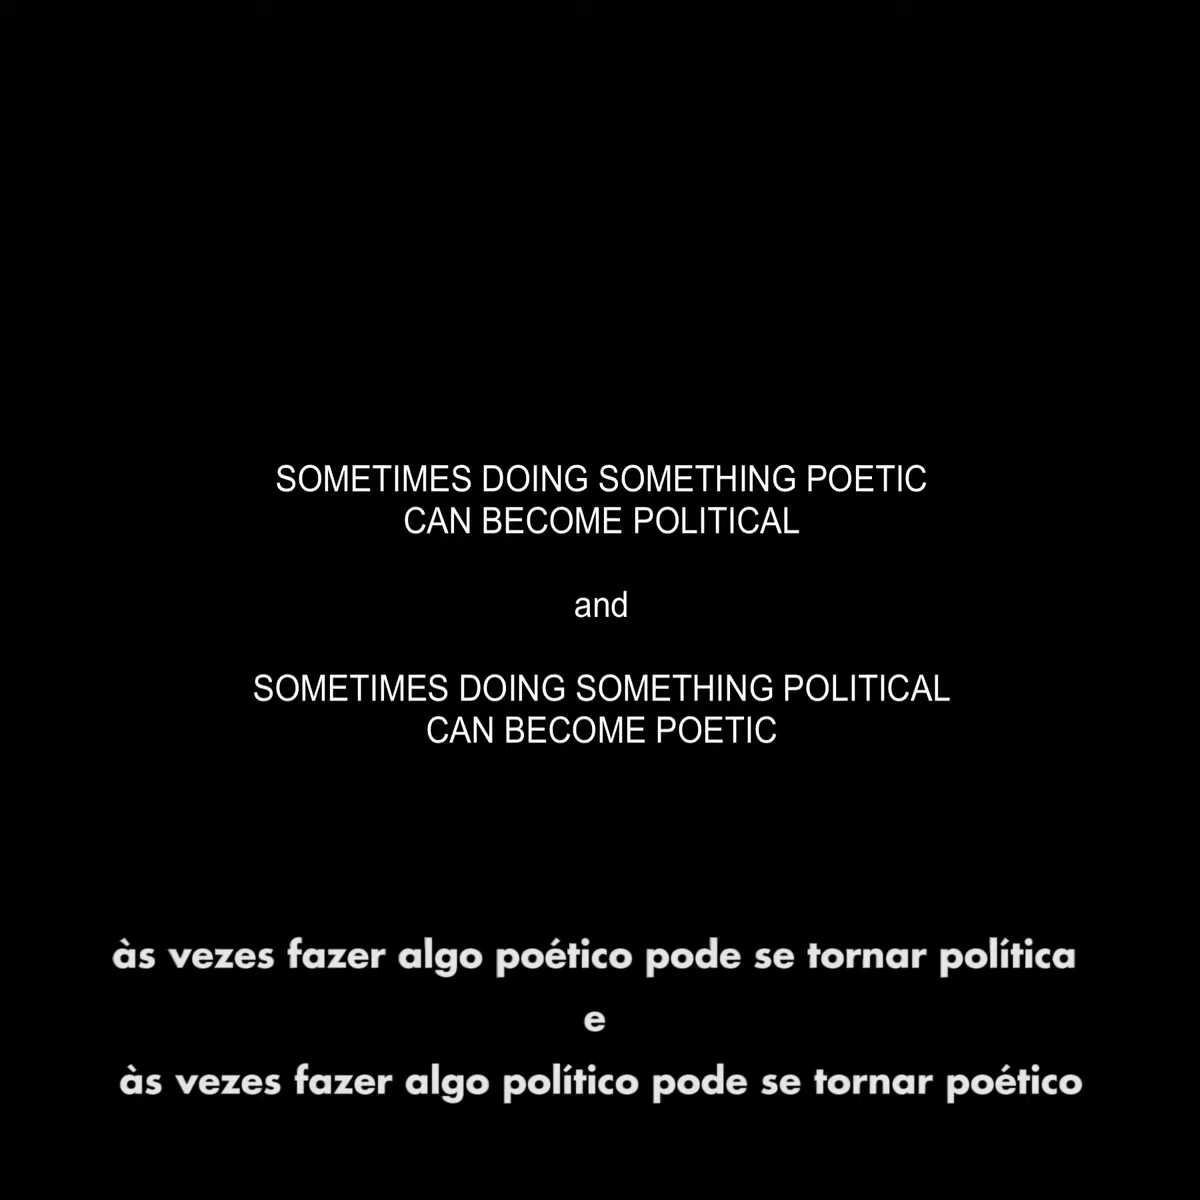 SOMETIMES DOING SOMETHING POETIC
CAN BECOME POLITICAL
and
SOMETIMES DOING SOMETHING POLITICAL
CAN BECOME POETIC
às vezes fazer algo poético pode se tornar política
e
às vezes fazer algo político pode se tornar poético